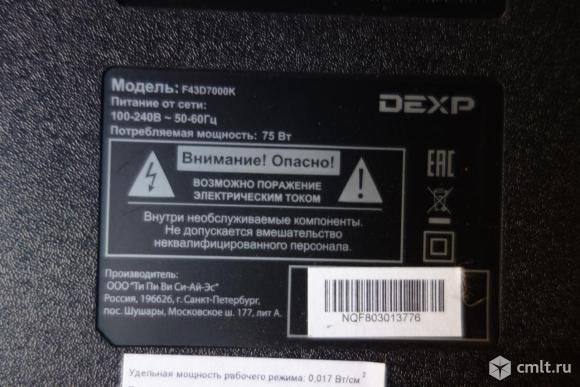 Модель: F43D7000K
DEXP
Питание от сети:
100-240В ~ 50-60Гц
Потребляемая мощность: 75 Вт
Внимание! Опасно!
ВОЗМОЖНО ПОРАЖЕНИЕ
ЭЛЕКТРИЧЕСКИМ ТОКОМ
Внутри необслуживаемые компоненты.
Не допускается вмешательство
неквалифицированного персонала.
EAC
Производитель:
ООО "Ти Пи Ви Си-Ай-Эс"
Россия, 196626, г. Санкт-Петербург,
пос. Шушары, Московское ш. 177, лит А.
NQF803013776
Удельная мощность рабочего режима: 0,017 Вт/см²
cmlt.ru